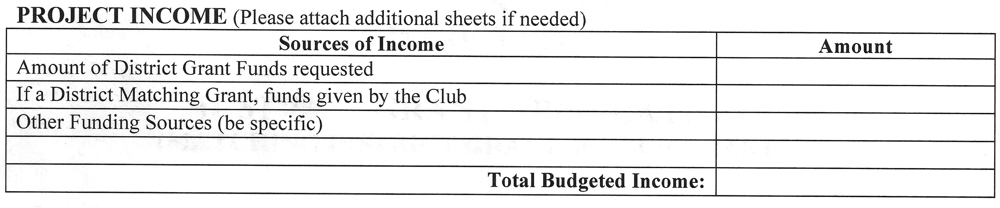 PROJECT INCOME (Please attach additional sheets if needed)
Sources of Income Amount
Amount of District Grant Funds requested
If a District Matching Grant, funds given by the Club
Other Funding Sources (be specific)
Total Budgeted Income: